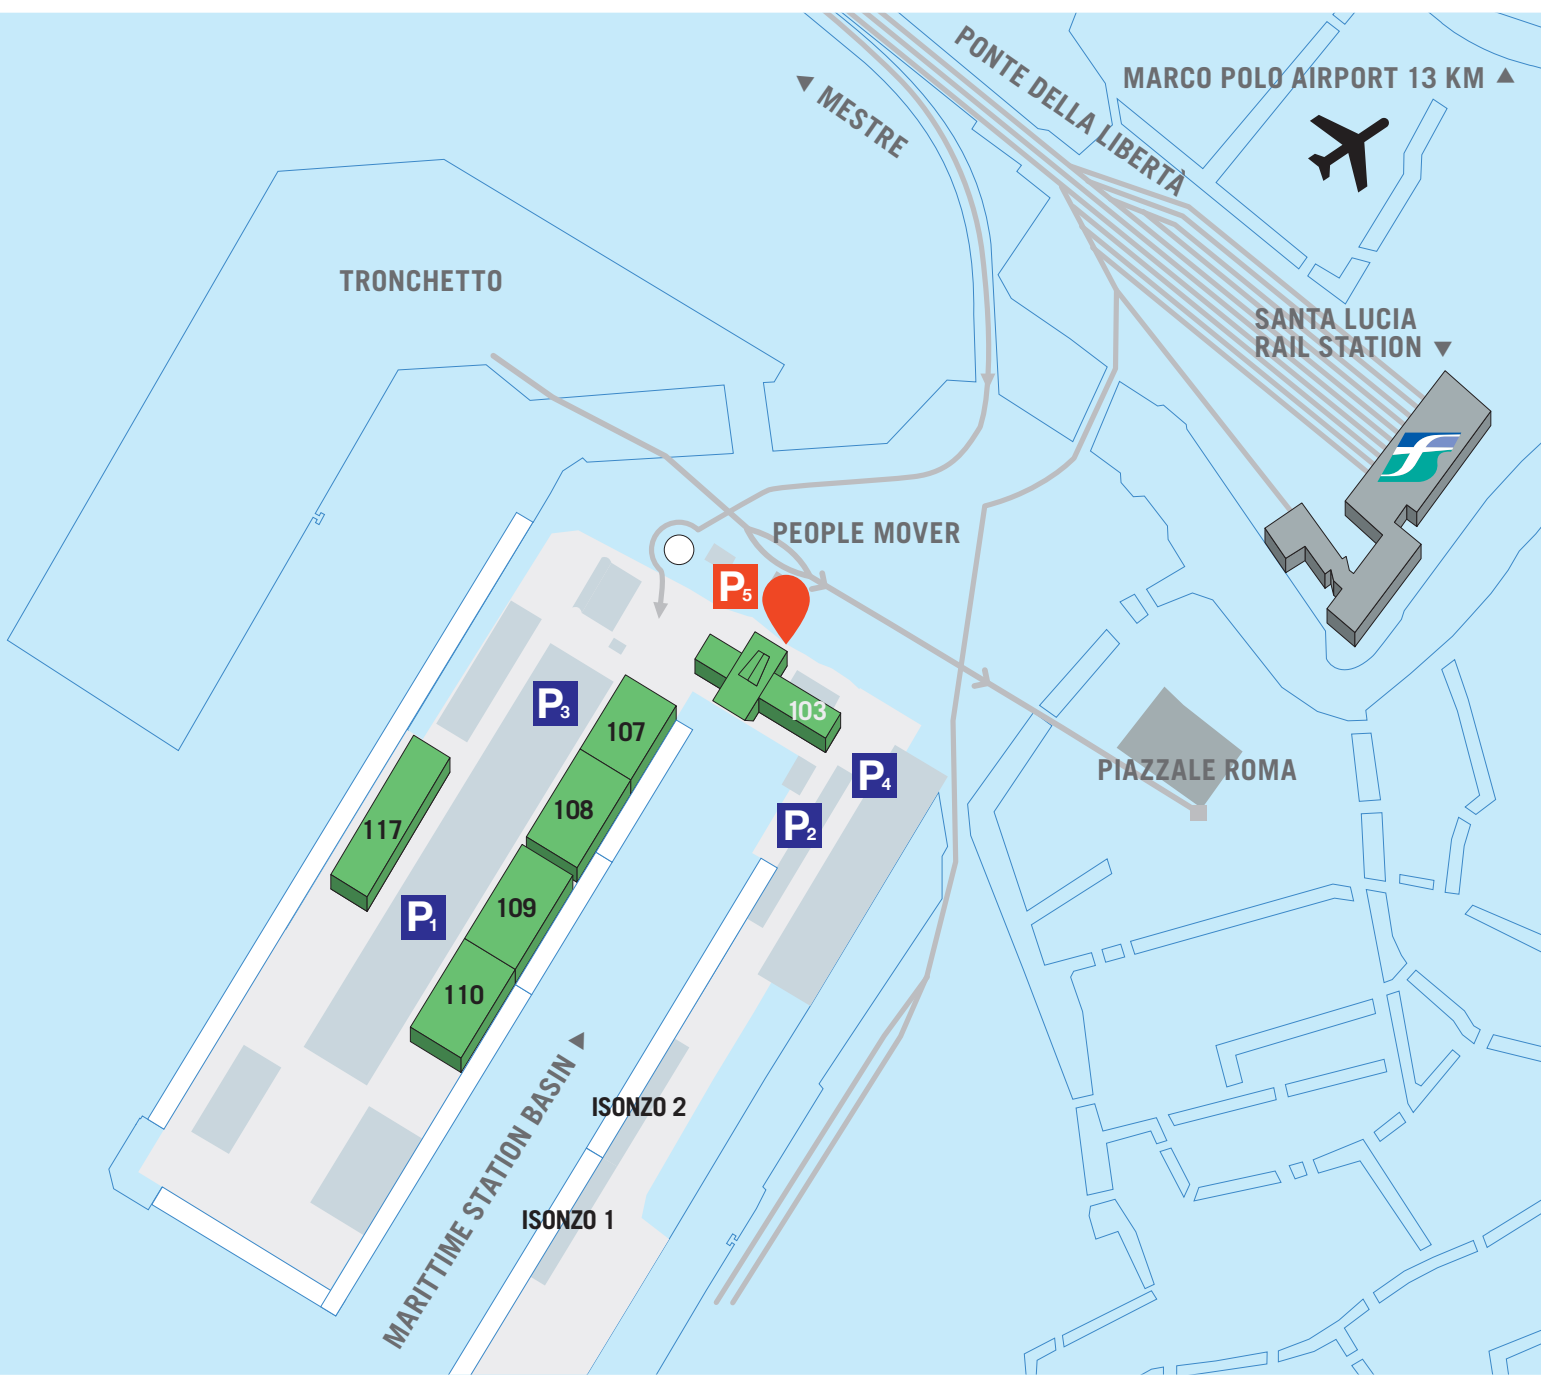 PONTE DELLA LIBERTÀ
MARCO POLO AIRPORT 13 KM
MESTRE
TRONCHETTO
SANTA LUCIA
RAIL STATION
PEOPLE MOVER
P5
P3
103
107
P4
PIAZZALE ROMA
108
P2
117
109
P1
110
MARITTIME STATION BASIN
ISONZO 2
ISONZO 1